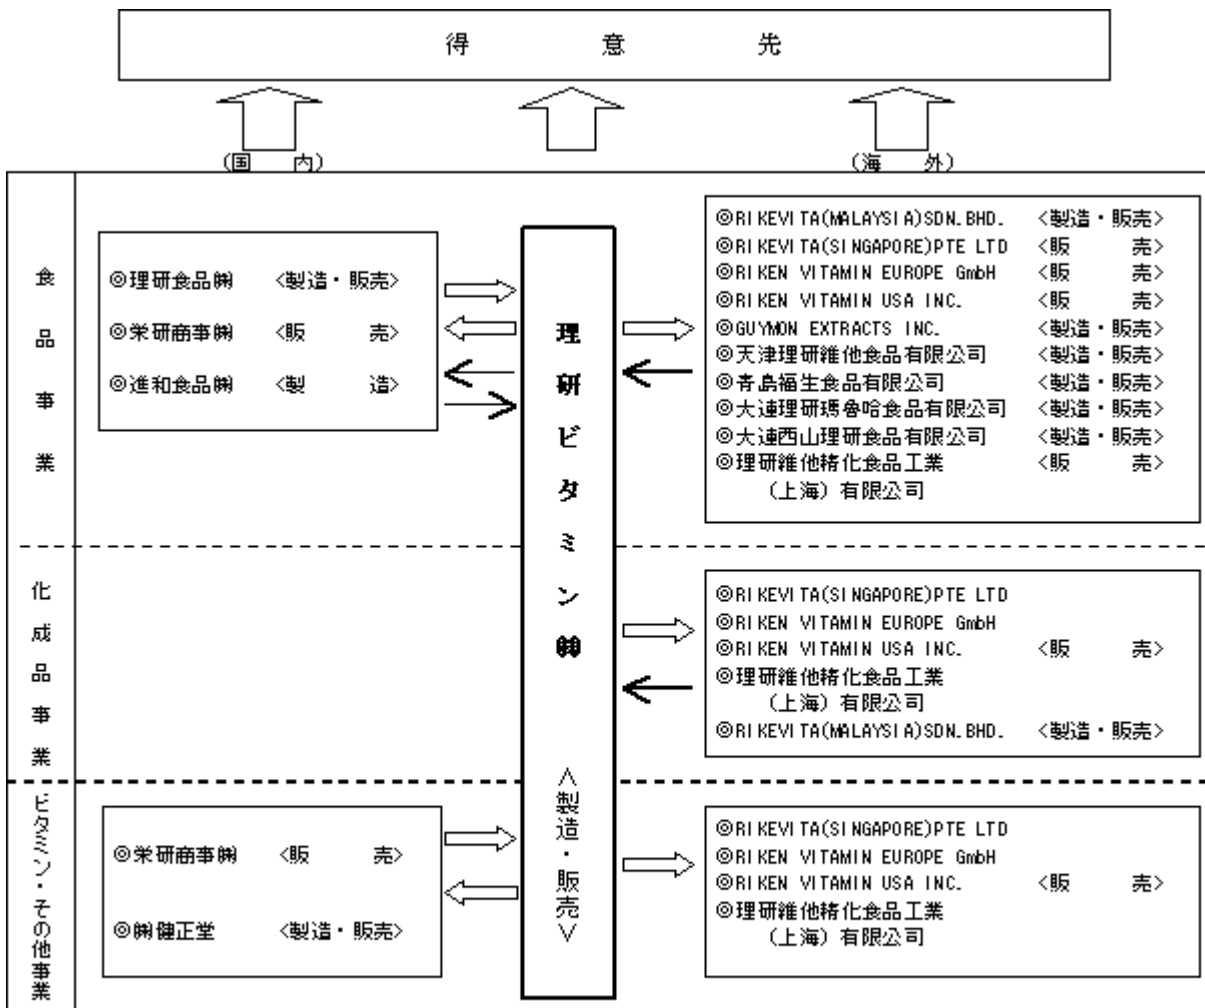 得意先
(国内)
(海外)
食品事業
◎理研食品㈱ <製造・販売>
◎栄研商事㈱ <販売>
◎進和食品㈱ <製造>
理研ビタミン㈱ <製造・販売>
◎RIKEVITA(MALAYSIA)SDN.BHD. <製造・販売>
◎RIKEVITA(SINGAPORE)PTE LTD <販売>
◎RIKEN VITAMIN EUROPE GmbH <販売>
◎RIKEN VITAMIN USA INC. <販売>
◎GUYMON EXTRACTS INC. <製造・販売>
◎天津理研維他食品有限公司 <製造・販売>
◎青島福生食品有限公司 <製造・販売>
◎大連理研瑪魯哈食品有限公司 <製造・販売>
◎大連西山理研食品有限公司 <製造・販売>
◎理研維他精化食品工業 <販売>
(上海)有限公司
化成品事業
◎RIKEVITA(SINGAPORE)PTE LTD
◎RIKEN VITAMIN EUROPE GmbH
◎RIKEN VITAMIN USA INC. <販売>
◎理研維他精化食品工業
(上海)有限公司
◎RIKEVITA(MALAYSIA)SDN.BHD. <製造・販売>
ビタミン・その他事業
◎栄研商事㈱ <販売>
◎㈱健正堂 <製造・販売>
◎RIKEVITA(SINGAPORE)PTE LTD
◎RIKEN VITAMIN EUROPE GmbH
◎RIKEN VITAMIN USA INC. <販売>
◎理研維他精化食品工業
(上海)有限公司